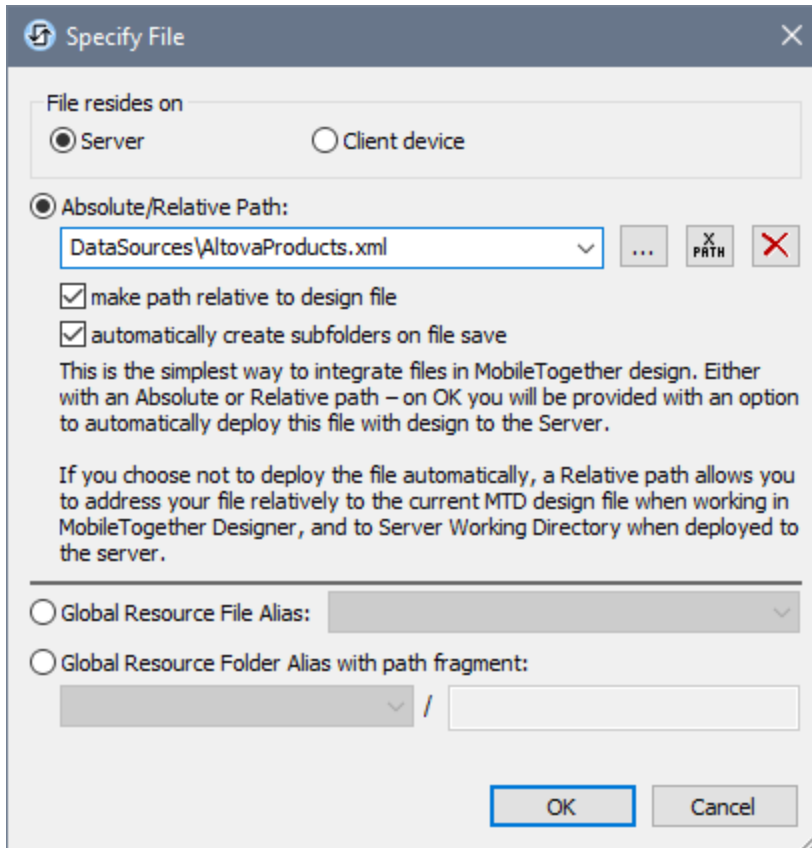 Specify File
File resides on
Server Client device
Absolute/Relative Path:
DataSources\AltovaProducts.xml ... X PATH
make path relative to design file
automatically create subfolders on file save
This is the simplest way to integrate files in MobileTogether design. Either
with an Absolute or Relative path – on OK you will be provided with an option
to automatically deploy this file with design to the Server.
If you choose not to deploy the file automatically, a Relative path allows you
to address your file relatively to the current MTD design file when working in
MobileTogether Designer, and to Server Working Directory when deployed to
the server.
Global Resource File Alias:
Global Resource Folder Alias with path fragment:
/
OK Cancel